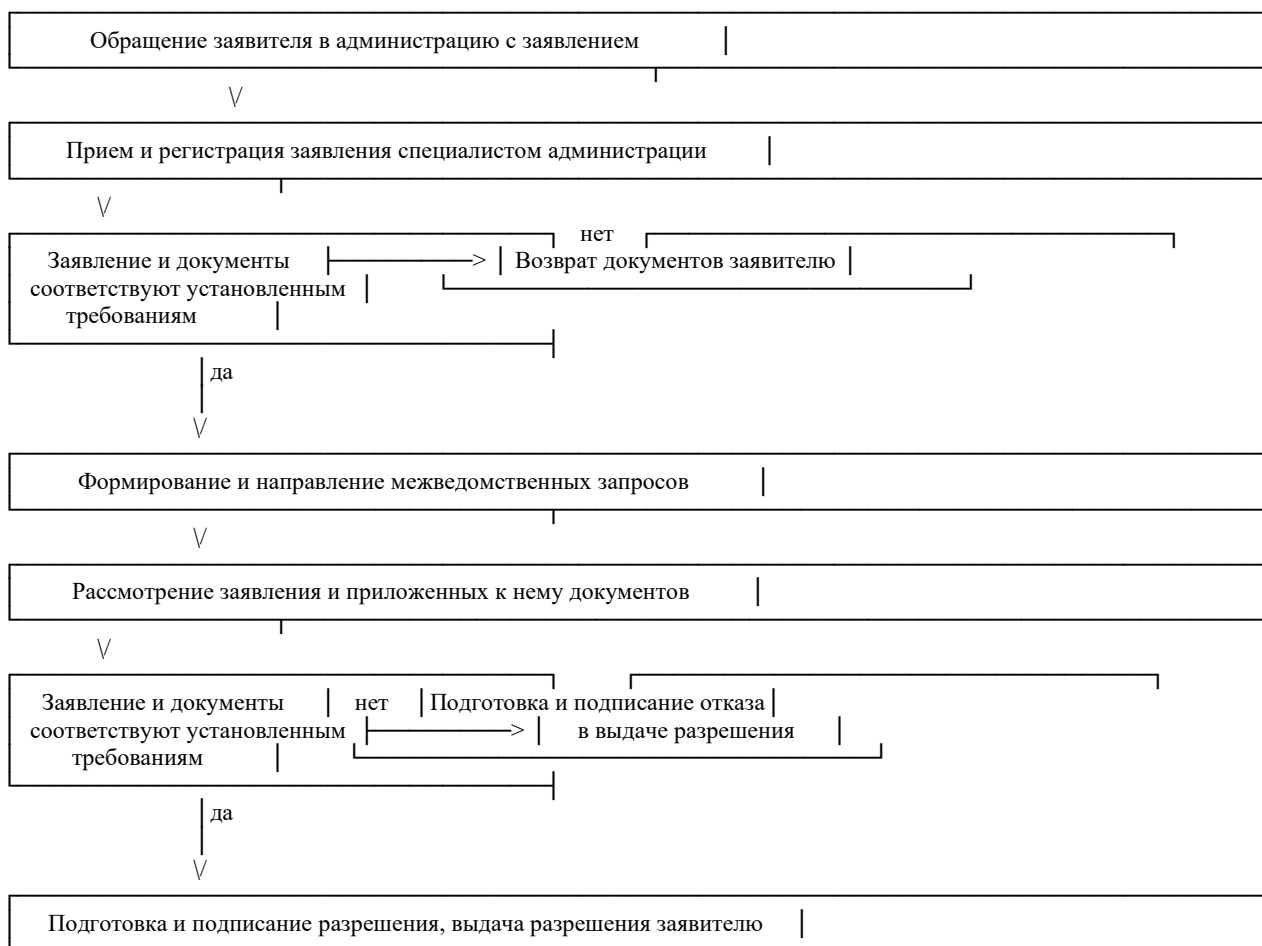 Обращение заявителя в администрацию с заявлением
Прием и регистрация заявления специалистом администрации
нет
Заявление и документы
Возврат документов заявителю
соответствуют установленным
требованиям
да
Формирование и направление межведомственных запросов
Рассмотрение заявления и приложенных к нему документов
Заявление и документы
нет
Подготовка и подписание отказа
соответствуют установленным
в выдаче разрешения
требованиям
да
Подготовка и подписание разрешения, выдача разрешения заявителю